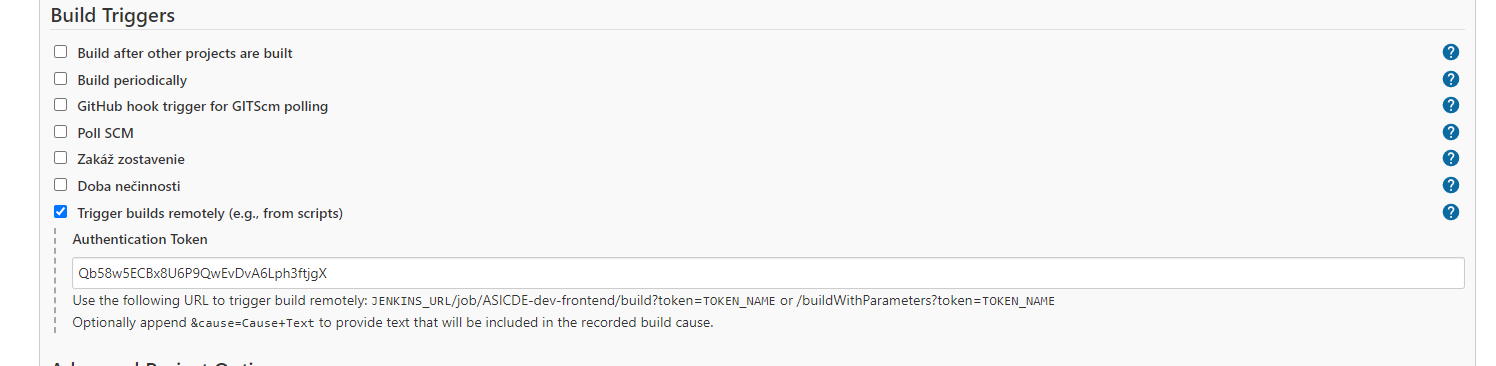 Build Triggers
Build after other projects are built
Build periodically
GitHub hook trigger for GITScm polling
Poll SCM
Zakáž zostavenie
Doba nečinnosti
Trigger builds remotely (e.g., from scripts)
Authentication Token
Qb58w5ECBx8U6P9QwEvDvA6Lph3ftjgX
Use the following URL to trigger build remotely: JENKINS_URL/job/ASICDE-dev-frontend/build?token=TOKEN_NAME or /buildWithParameters?token=TOKEN_NAME
Optionally append &cause=Cause+Text to provide text that will be included in the recorded build cause.